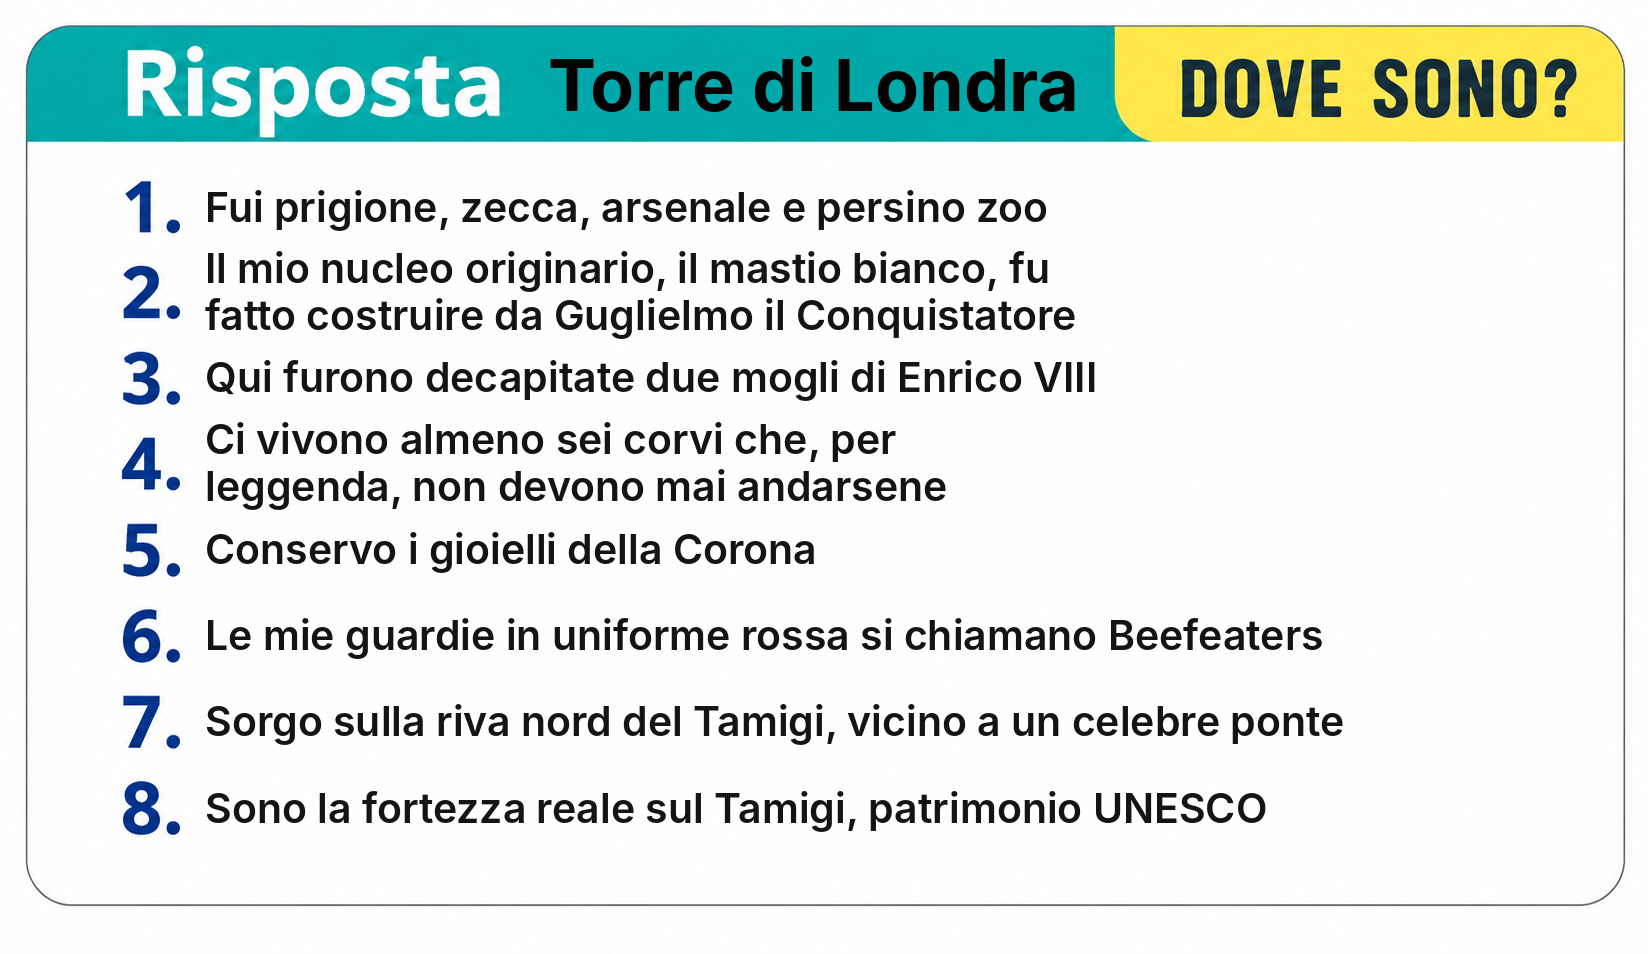 Risposta Torre di Londra DOVE SONO?
1. Fui prigione, zecca, arsenale e persino zoo
2. Il mio nucleo originario, il mastio bianco, fu
fatto costruire da Guglielmo il Conquistatore
3. Qui furono decapitate due mogli di Enrico VIII
4. Ci vivono almeno sei corvi che, per
leggenda, non devono mai andarsene
5. Conservo i gioielli della Corona
6. Le mie guardie in uniforme rossa si chiamano Beefeaters
7. Sorgo sulla riva nord del Tamigi, vicino a un celebre ponte
8. Sono la fortezza reale sul Tamigi, patrimonio UNESCO